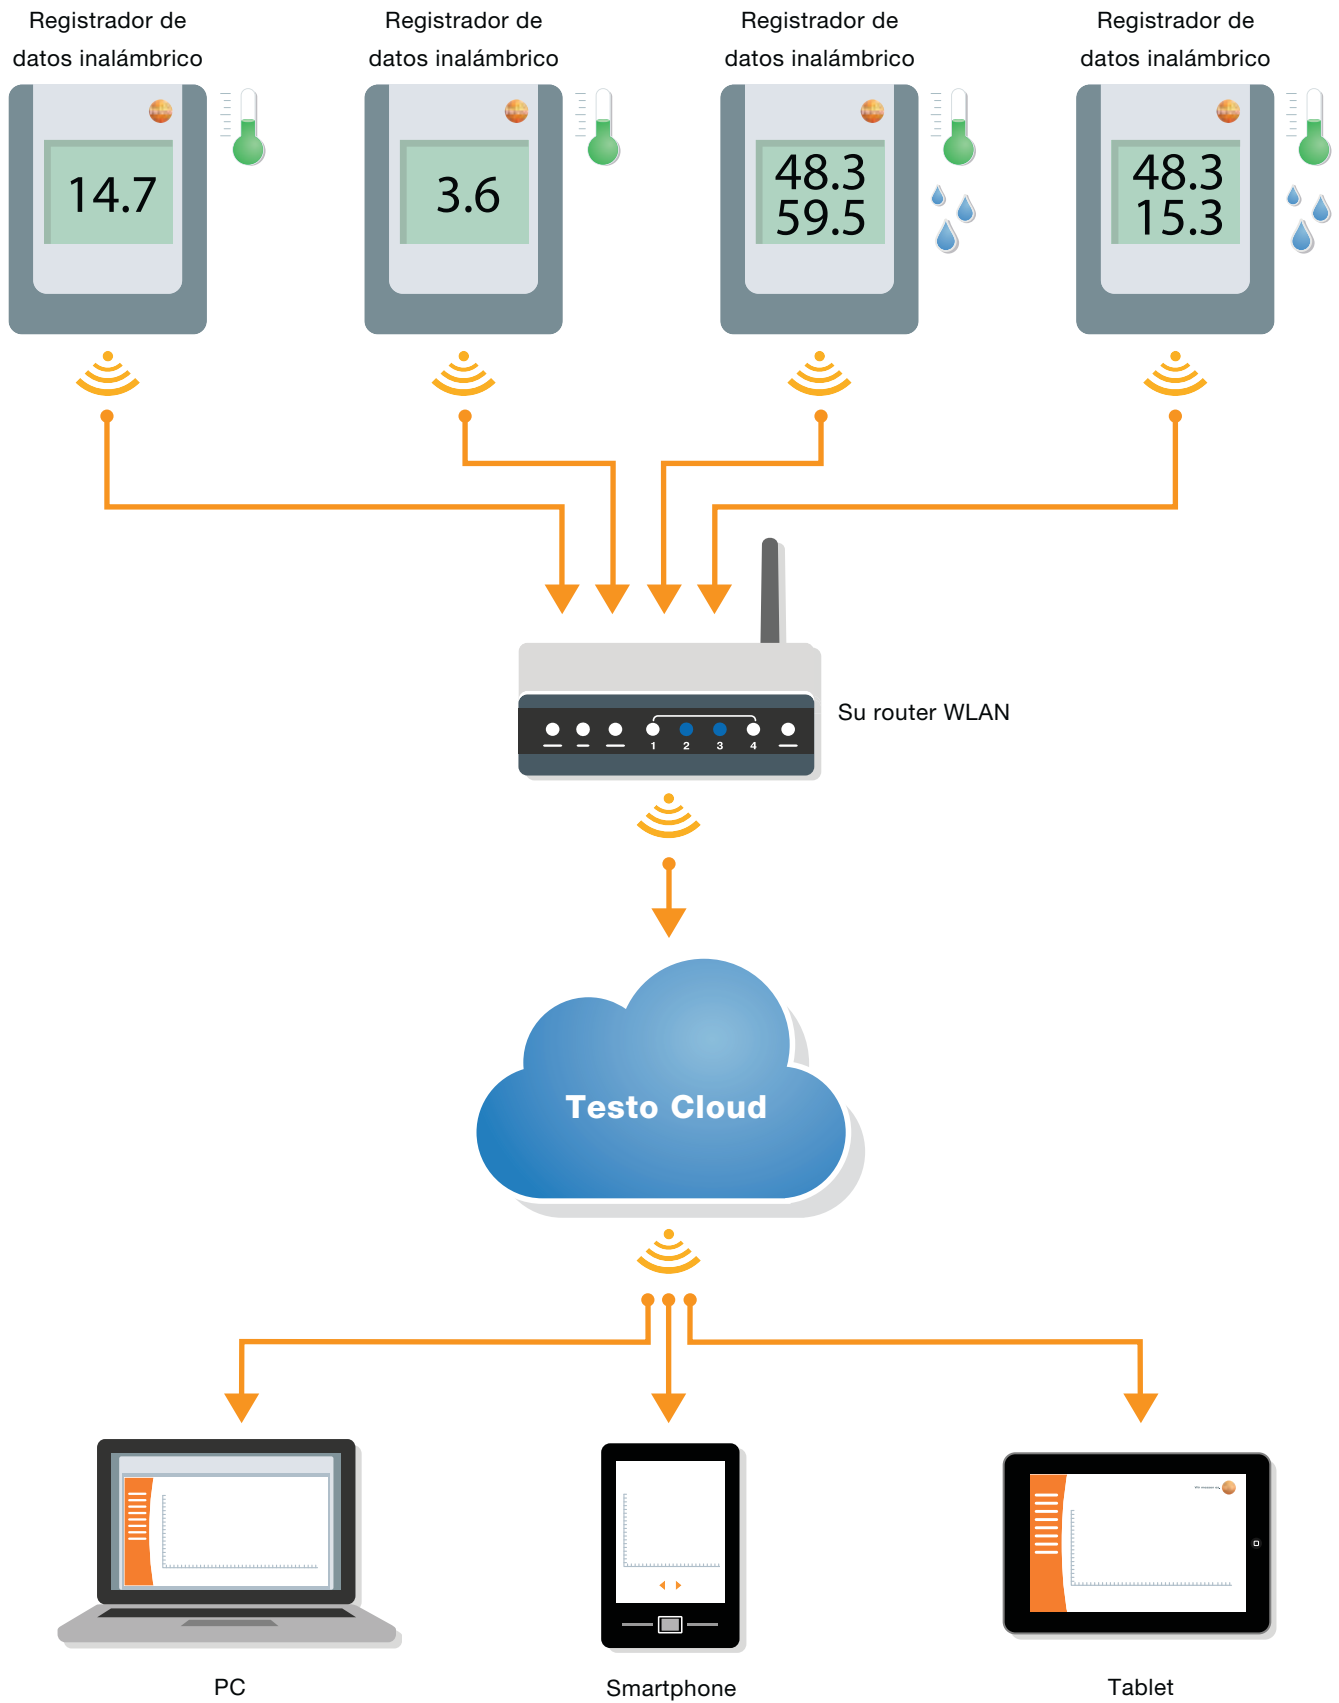 Registrador de
datos inalámbrico
Registrador de
datos inalámbrico
Registrador de
datos inalámbrico
Registrador de
datos inalámbrico
14.7
3.6
48.3
59.5
48.3
15.3
Su router WLAN
1 2 3 4
Testo Cloud
PC
Smartphone
Tablet